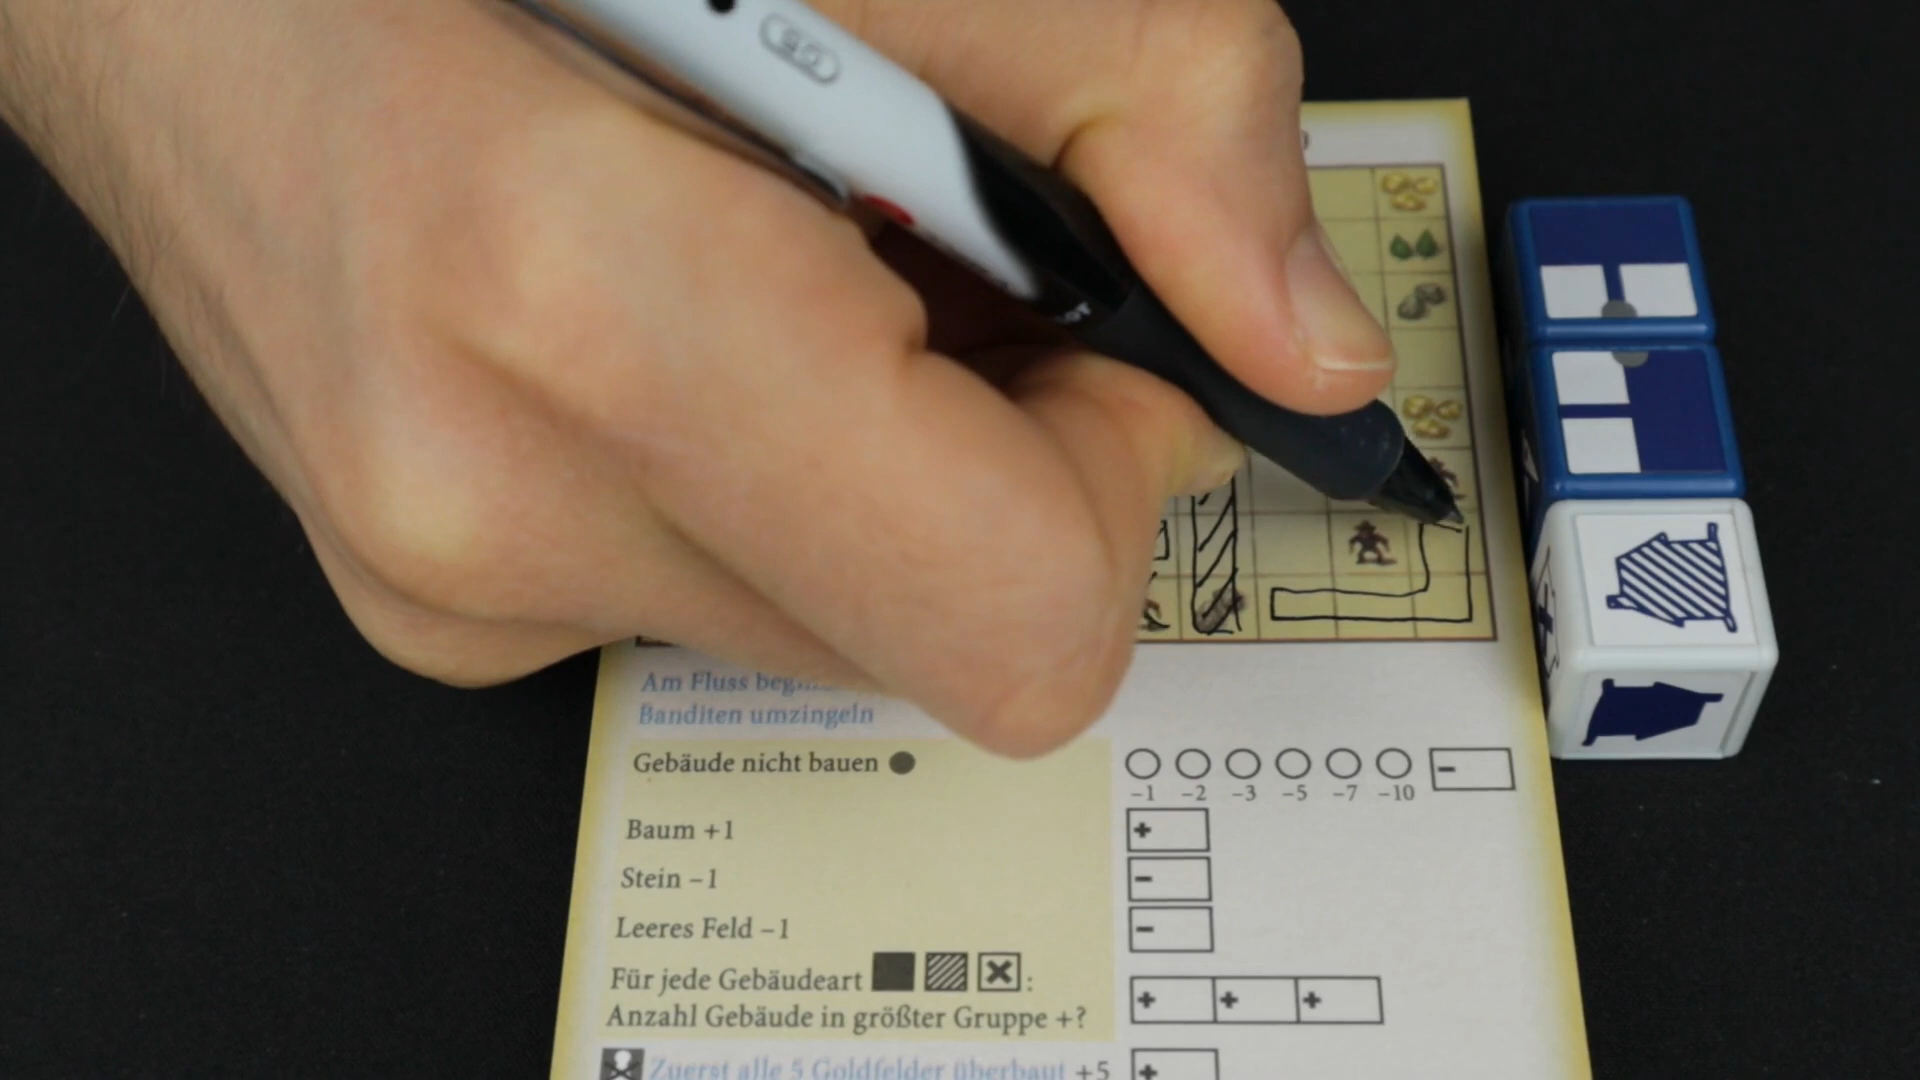 G2
Am Fluss
Banditen umzingeln
Gebäude nicht bauen
-1 -2 -3 -5 -7 -10 -
Baum +1 +
Stein -1 -
Leeres Feld -1 -
Für jede Gebäudeart :
Anzahl Gebäude in größter Gruppe +? + + +
Zuerst alle 5 Goldfelder überbaut +5 +